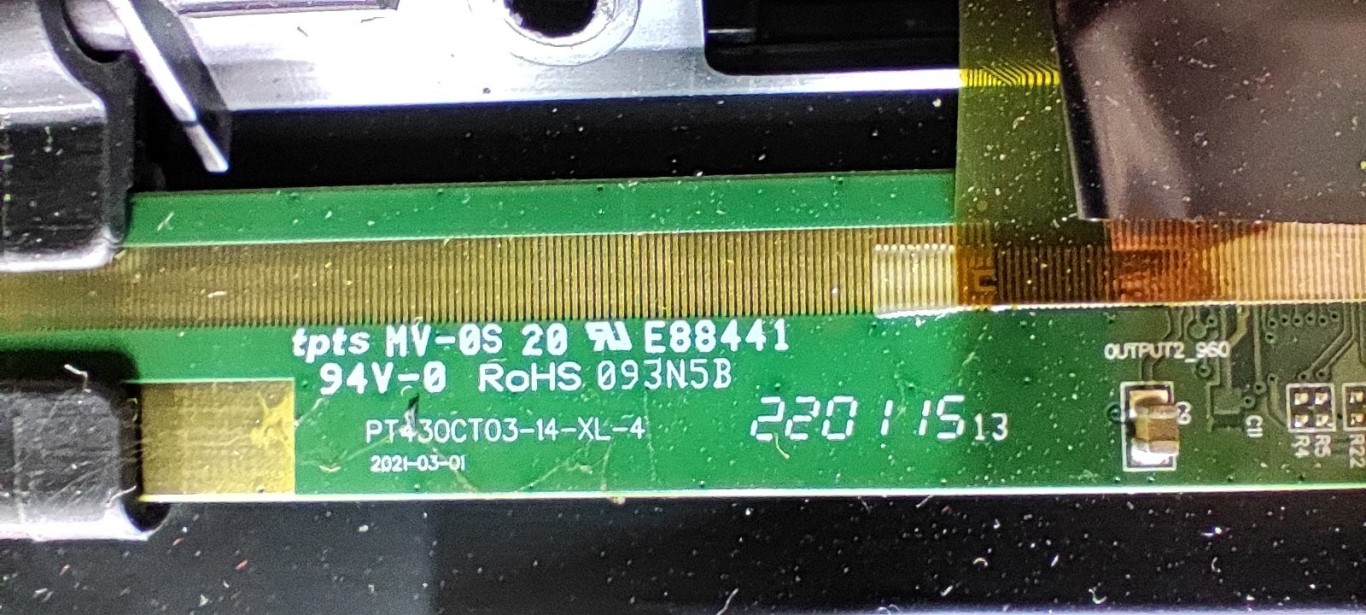 tpts MV-0S 20 E88441
94V-0 RoHS 093N5B
PT430CT03-14-XL-4
2021-03-01
220115 13
OUTPUT2_960
C11
R4
R5
R22